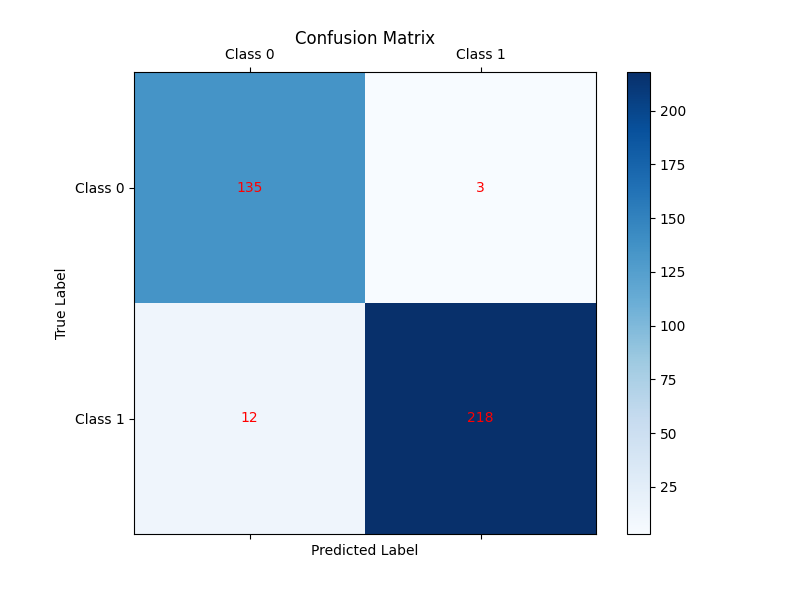 Confusion Matrix
Class 0 Class 1
Class 0 135 3
Class 1 12 218
True Label
Predicted Label
200
175
150
125
100
75
50
25